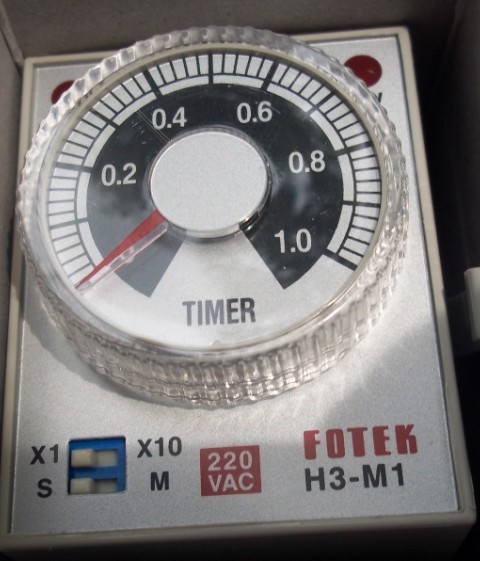 0.4 0.6
0.2 0.8
1.0
TIMER
X1 X10
S M
220
VAC
FOTEK
H3-M1